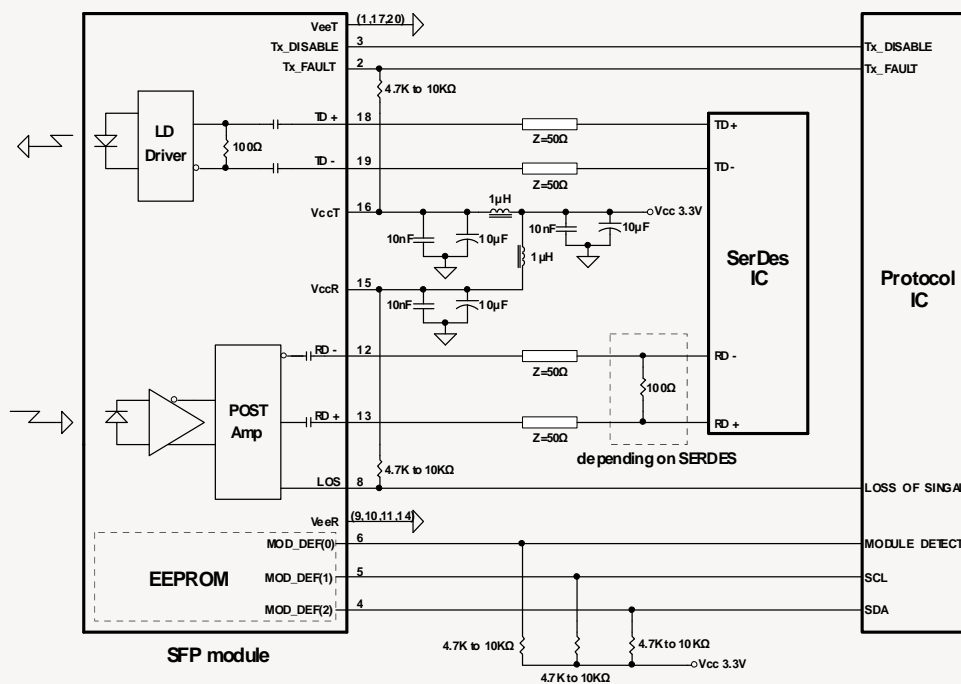 VeeT (1,17,20)
Tx_DISABLE 3 Tx_DISABLE
Tx_FAULT 2 Tx_FAULT
4.7K to 10KΩ
LD
Driver
100Ω
TD + 18 Z=50Ω TD +
TD - 19 Z=50Ω TD -
1µH
VccT 16 Vcc 3.3V
10nF 10µF 10nF 10µF
1µH
SerDes
IC
Protocol
IC
VccR 15
10nF 10µF
RD - 12 Z=50Ω RD -
100Ω
POST
Amp
RD + 13 Z=50Ω RD +
depending on SERDES
4.7K to 10KΩ
LOS 8 LOSS OF SINGAL
VeeR (9,10,11,14)
MOD_DEF(0) 6 MODULE DETECT
EEPROM
MOD_DEF(1) 5 SCL
MOD_DEF(2) 4 SDA
4.7K to 10KΩ 4.7K to 10KΩ
SFP module
Vcc 3.3V
4.7K to 10KΩ